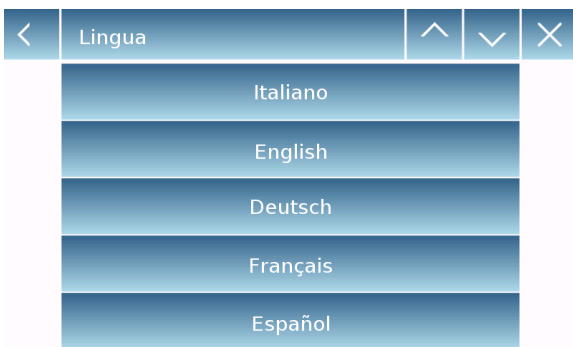 Lingua
Italiano
English
Deutsch
Français
Español